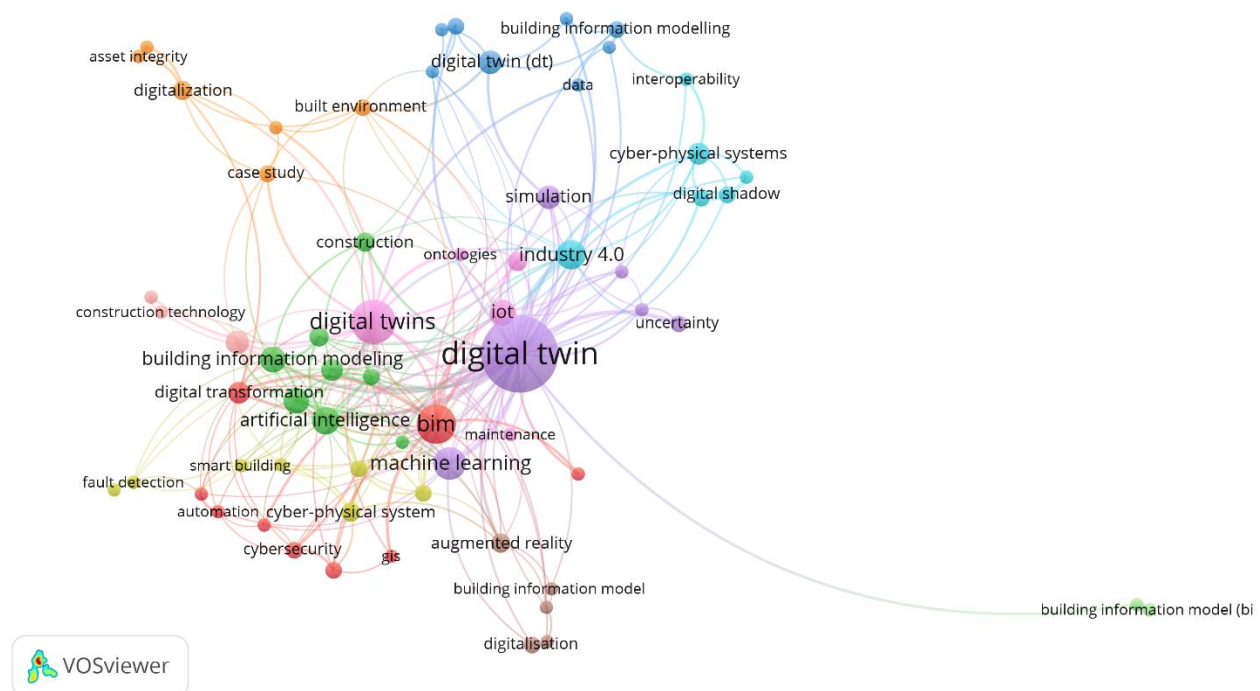 building information modelling
asset integrity
digital twin (dt)
digitalization
data
interoperability
built environment
cyber-physical systems
case study
simulation
digital shadow
construction
ontologies
industry 4.0
construction technology
iot
digital twins
uncertainty
digital twin
building information modeling
digital transformation
artificial intelligence
bim
maintenance
smart building
machine learning
fault detection
automation
cyber-physical system
cybersecurity
gis
augmented reality
building information model
building information model (bi
digitalisation
VOSviewer